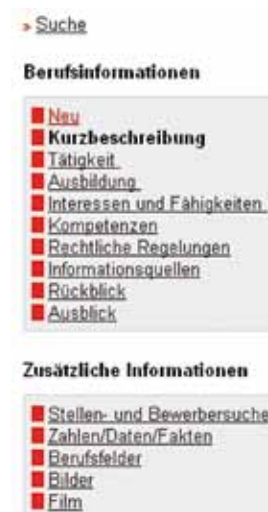 Suche
Berufsinformationen
Neu
Kurzbeschreibung
Tätigkeit
Ausbildung
Interessen und Fähigkeiten
Kompetenzen
Rechtliche Regelungen
Informationsquellen
Rückblick
Ausblick
Zusätzliche Informationen
Stellen- und Bewerbersuche
Zahlen/Daten/Fakten
Berufsfelder
Bilder
Film